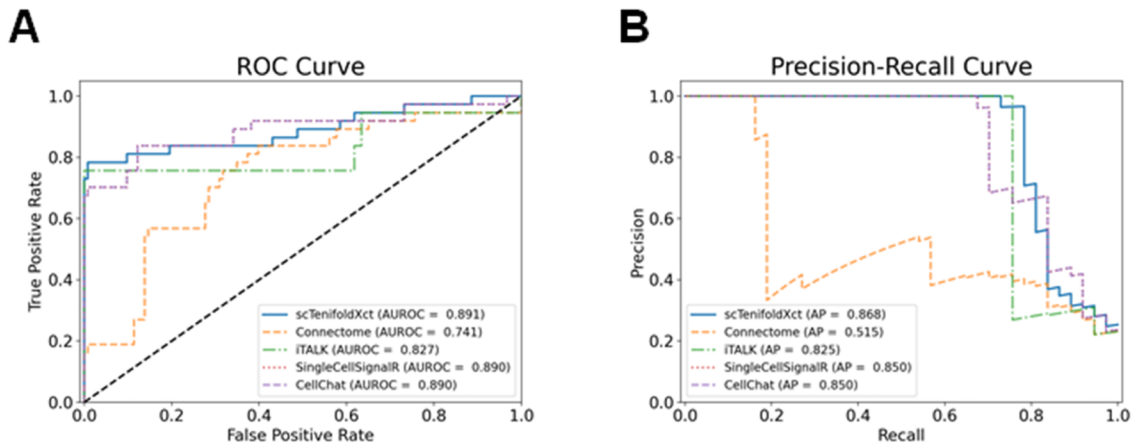 A
ROC Curve
True Positive Rate
1.0
0.8
0.6
0.4
0.2
0.0
0.0 0.2 0.4 0.6 0.8 1.0
False Positive Rate
scTenifoldXct (AUROC = 0.891)
Connectome (AUROC = 0.741)
iTALK (AUROC = 0.827)
SingleCellSignalR (AUROC = 0.890)
CellChat (AUROC = 0.890)
B
Precision-Recall Curve
Precision
1.0
0.8
0.6
0.4
0.2
0.0
0.0 0.2 0.4 0.6 0.8 1.0
Recall
scTenifoldXct (AP = 0.868)
Connectome (AP = 0.515)
iTALK (AP = 0.825)
SingleCellSignalR (AP = 0.850)
CellChat (AP = 0.850)